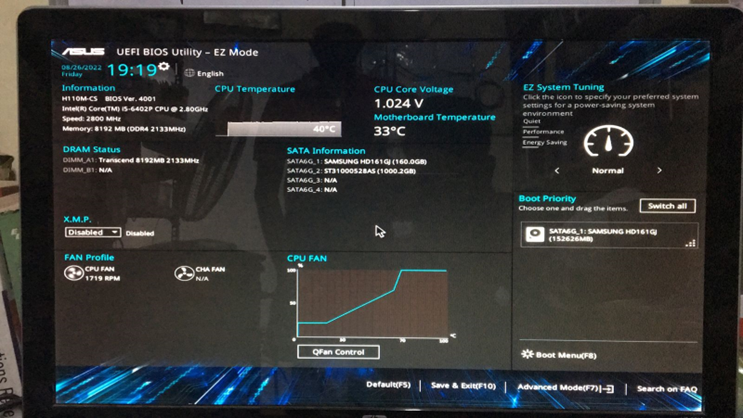 ASUS UEFI BIOS Utility – EZ Mode
08/26/2022
Friday
19:19
English
Information
H110M-CS BIOS Ver. 4001
Intel(R) Core(TM) i5-6402P CPU @ 2.80GHz
Speed: 2800 MHz
Memory: 8192 MB (DDR4 2133MHz)
CPU Temperature
40°C
CPU Core Voltage
1.024 V
Motherboard Temperature
33°C
EZ System Tuning
Click the icon to specify your preferred system
settings for a power-saving system
environment
Quiet
Performance
Energy Saving
Normal
DRAM Status
DIMM_A1: Transcend 8192MB 2133MHz
DIMM_B1: N/A
SATA Information
SATA6G_1: SAMSUNG HD161GJ (160.0GB)
SATA6G_2: ST31000528AS (1000.2GB)
SATA6G_3: N/A
SATA6G_4: N/A
X.M.P.
Disabled Disabled
Boot Priority
Choose one and drag the items.
Switch all
SATA6G_1: SAMSUNG HD161GJ
(152626MB)
FAN Profile
CPU FAN
1719 RPM
CHA FAN
N/A
CPU FAN
%
100
50
0
70
100
°C
QFan Control
Boot Menu(F8)
Default(F5)
Save & Exit(F10)
Advanced Mode(F7)
Search on FAQ